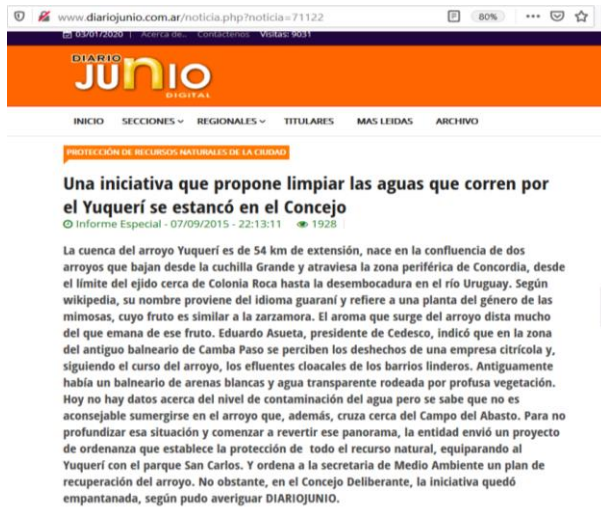 www.diariojunio.com.ar/noticia.php?noticia=71122 80%
03/01/2020 | Acerca de.. Contáctenos Visitas: 9031
DIARIO
JUNIO
DIGITAL
INICIO SECCIONES REGIONALES TITULARES MAS LEIDAS ARCHIVO
PROTECCIÓN DE RECURSOS NATURALES DE LA CIUDAD
Una iniciativa que propone limpiar las aguas que corren por
el Yuquerí se estancó en el Concejo
Informe Especial - 07/09/2015 - 22:13:11 1928
La cuenca del arroyo Yuquerí es de 54 km de extensión, nace en la confluencia de dos
arroyos que bajan desde la cuchilla Grande y atraviesa la zona periférica de Concordia, desde
el límite del ejido cerca de Colonia Roca hasta la desembocadura en el río Uruguay. Según
wikipedia, su nombre proviene del idioma guaraní y refiere a una planta del género de las
mimosas, cuyo fruto es similar a la zarzamora. El aroma que surge del arroyo dista mucho
del que emana de ese fruto. Eduardo Asueta, presidente de Cedesco, indicó que en la zona
del antiguo balneario de Camba Paso se perciben los deshechos de una empresa citrícola y,
siguiendo el curso del arroyo, los efluentes cloacales de los barrios linderos. Antiguamente
había un balneario de arenas blancas y agua transparente rodeada por profusa vegetación.
Hoy no hay datos acerca del nivel de contaminación del agua pero se sabe que no es
aconsejable sumergirse en el arroyo que, además, cruza cerca del Campo del Abasto. Para no
profundizar esa situación y comenzar a revertir ese panorama, la entidad envió un proyecto
de ordenanza que establece la protección de todo el recurso natural, equiparando al
Yuquerí con el parque San Carlos. Y ordena a la secretaria de Medio Ambiente un plan de
recuperación del arroyo. No obstante, en el Concejo Deliberante, la iniciativa quedó
empantanada, según pudo averiguar DIARIOJUNIO.